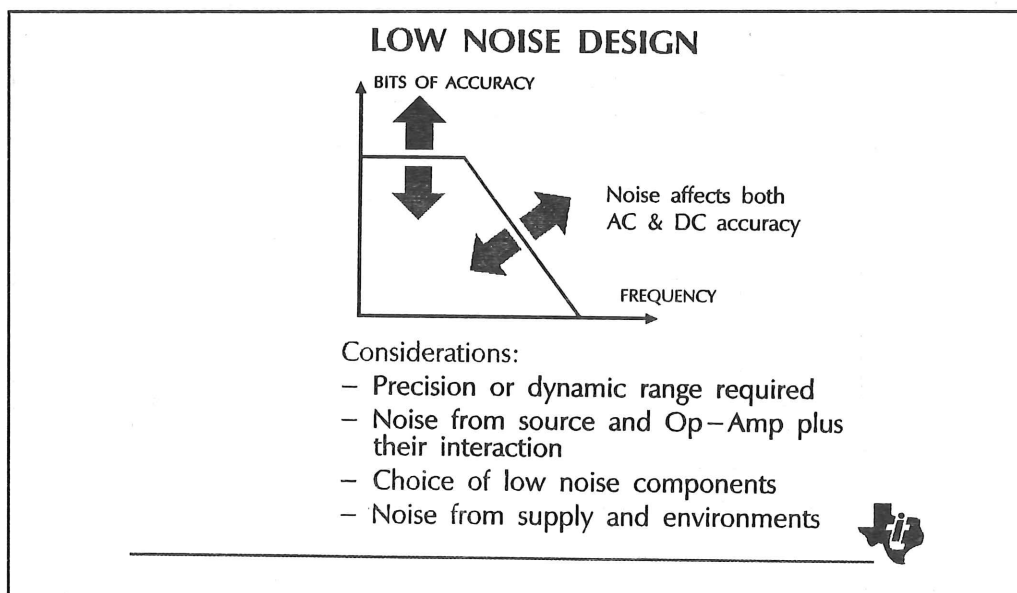 LOW NOISE DESIGN
BITS OF ACCURACY
Noise affects both
AC & DC accuracy
FREQUENCY
Considerations:
– Precision or dynamic range required
– Noise from source and Op–Amp plus
their interaction
– Choice of low noise components
– Noise from supply and environments